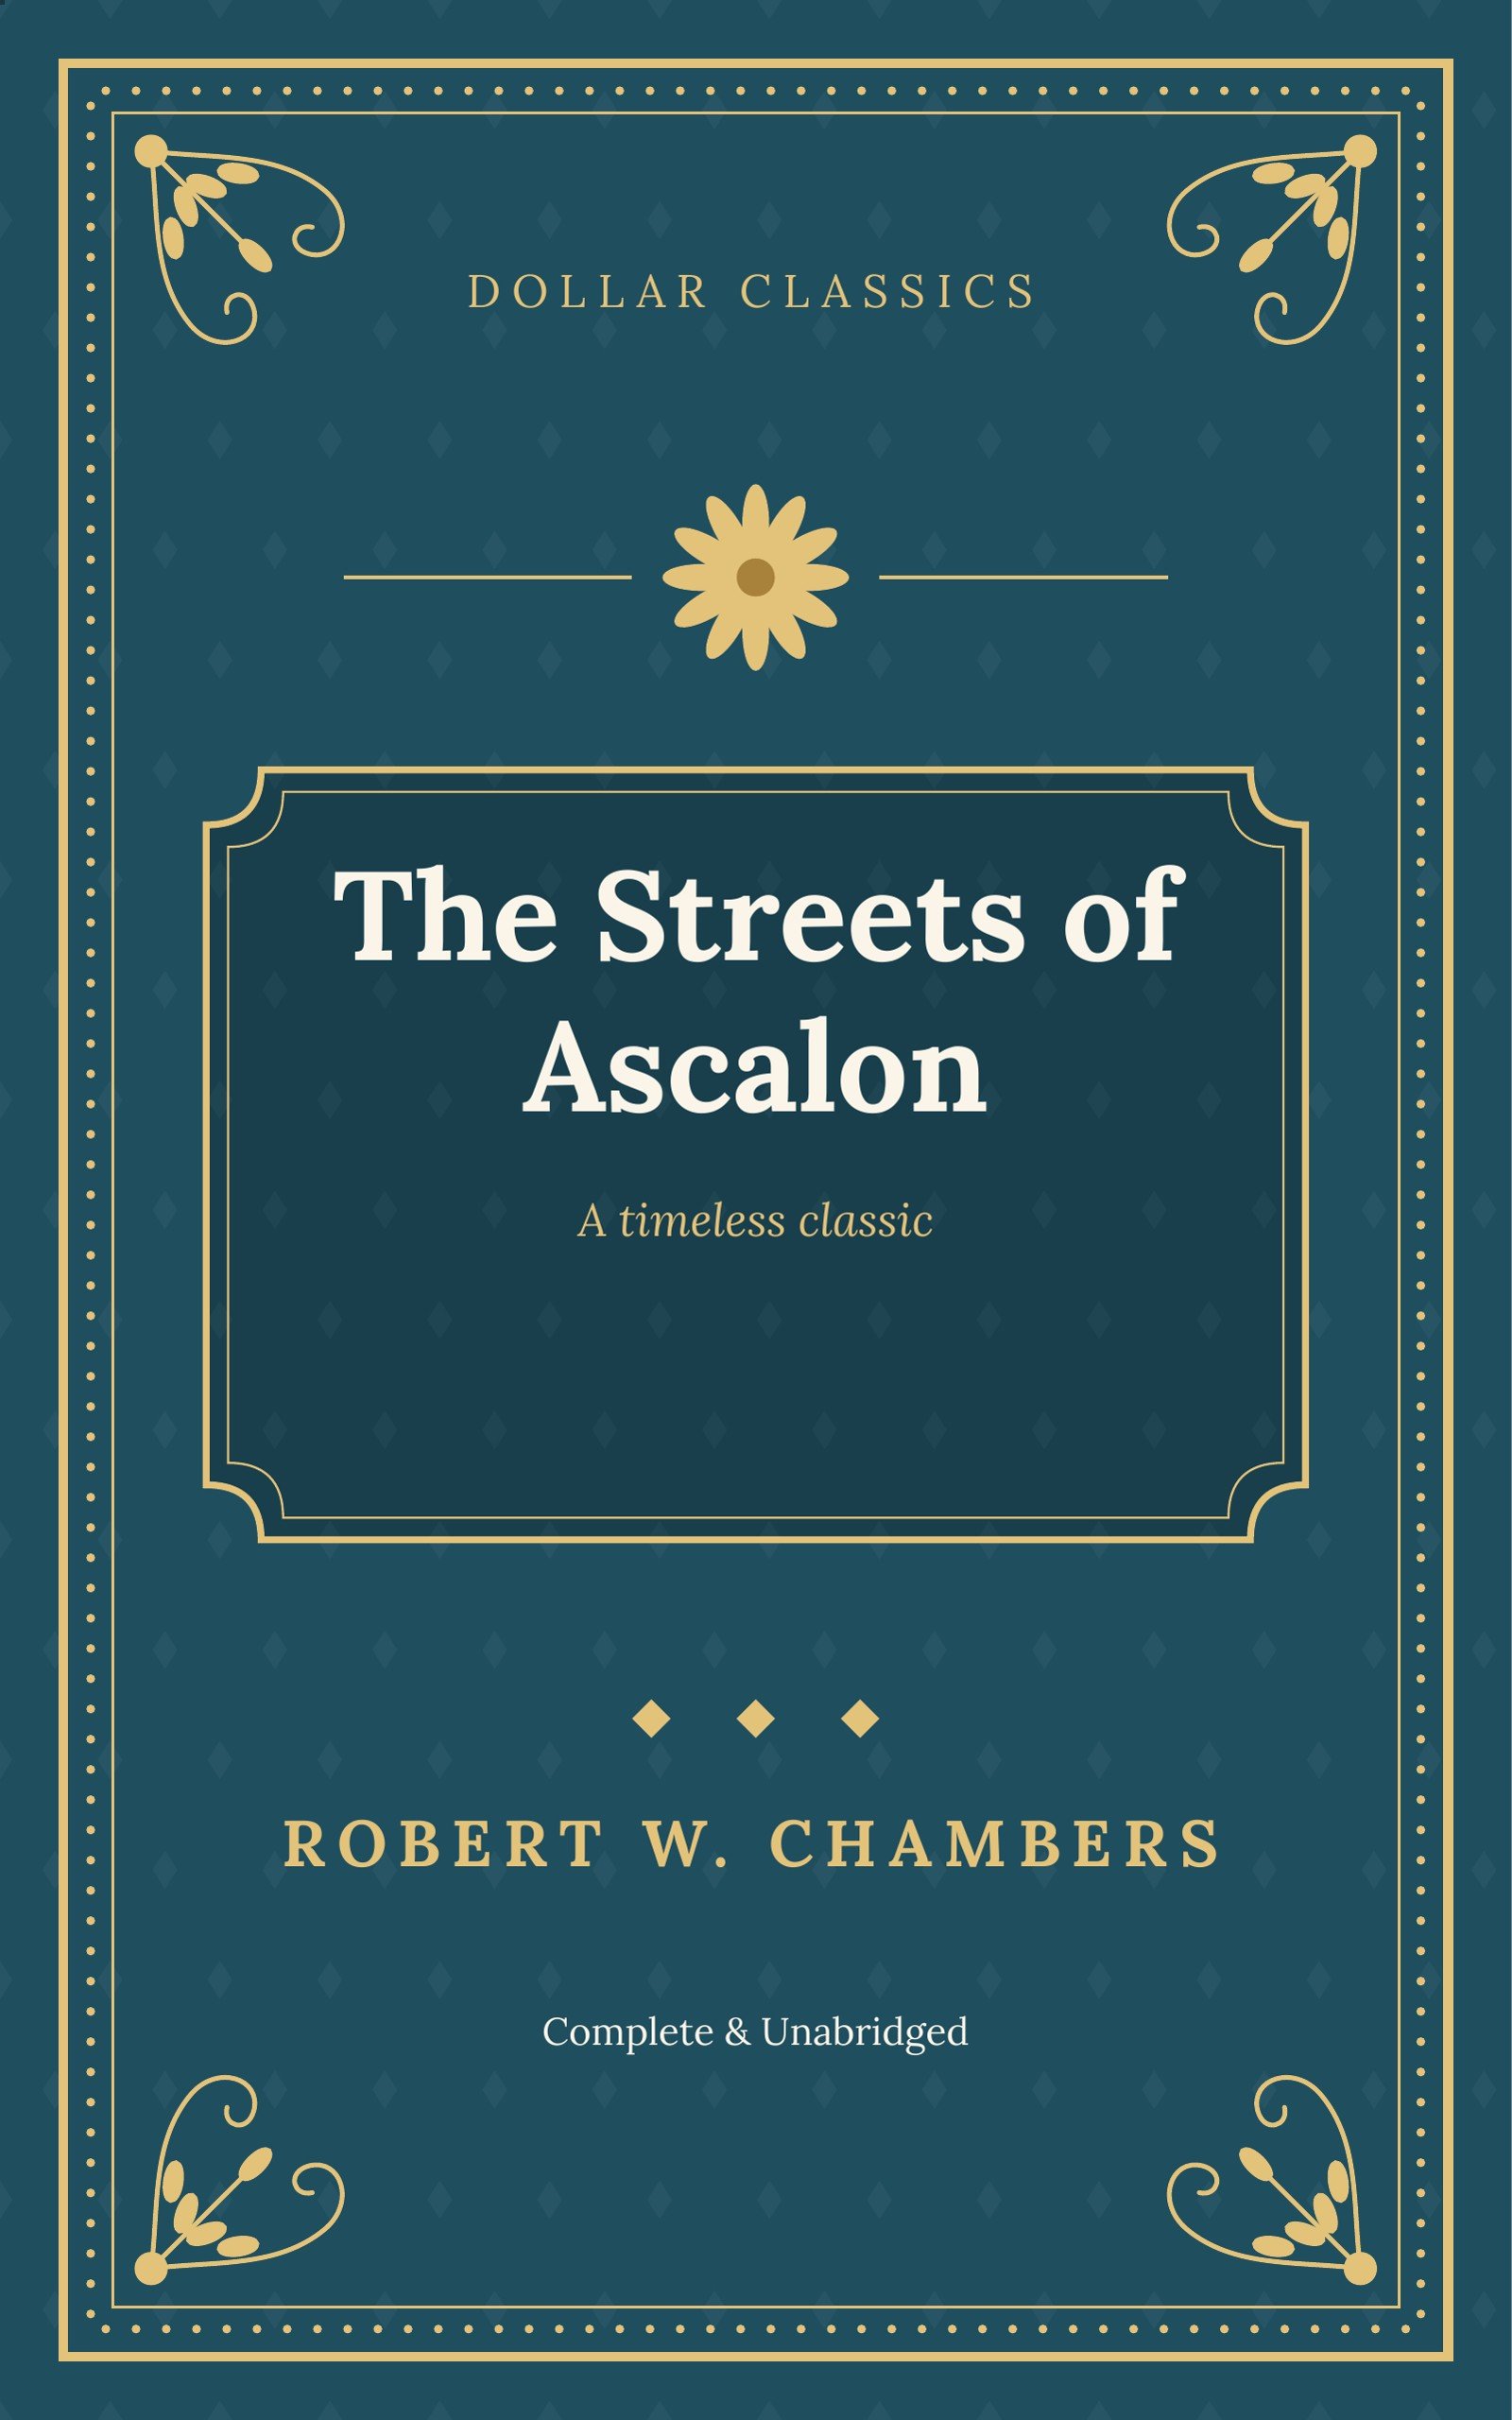 DOLLAR CLASSICS
The Streets of
Ascalon
A timeless classic
ROBERT W. CHAMBERS
Complete & Unabridged